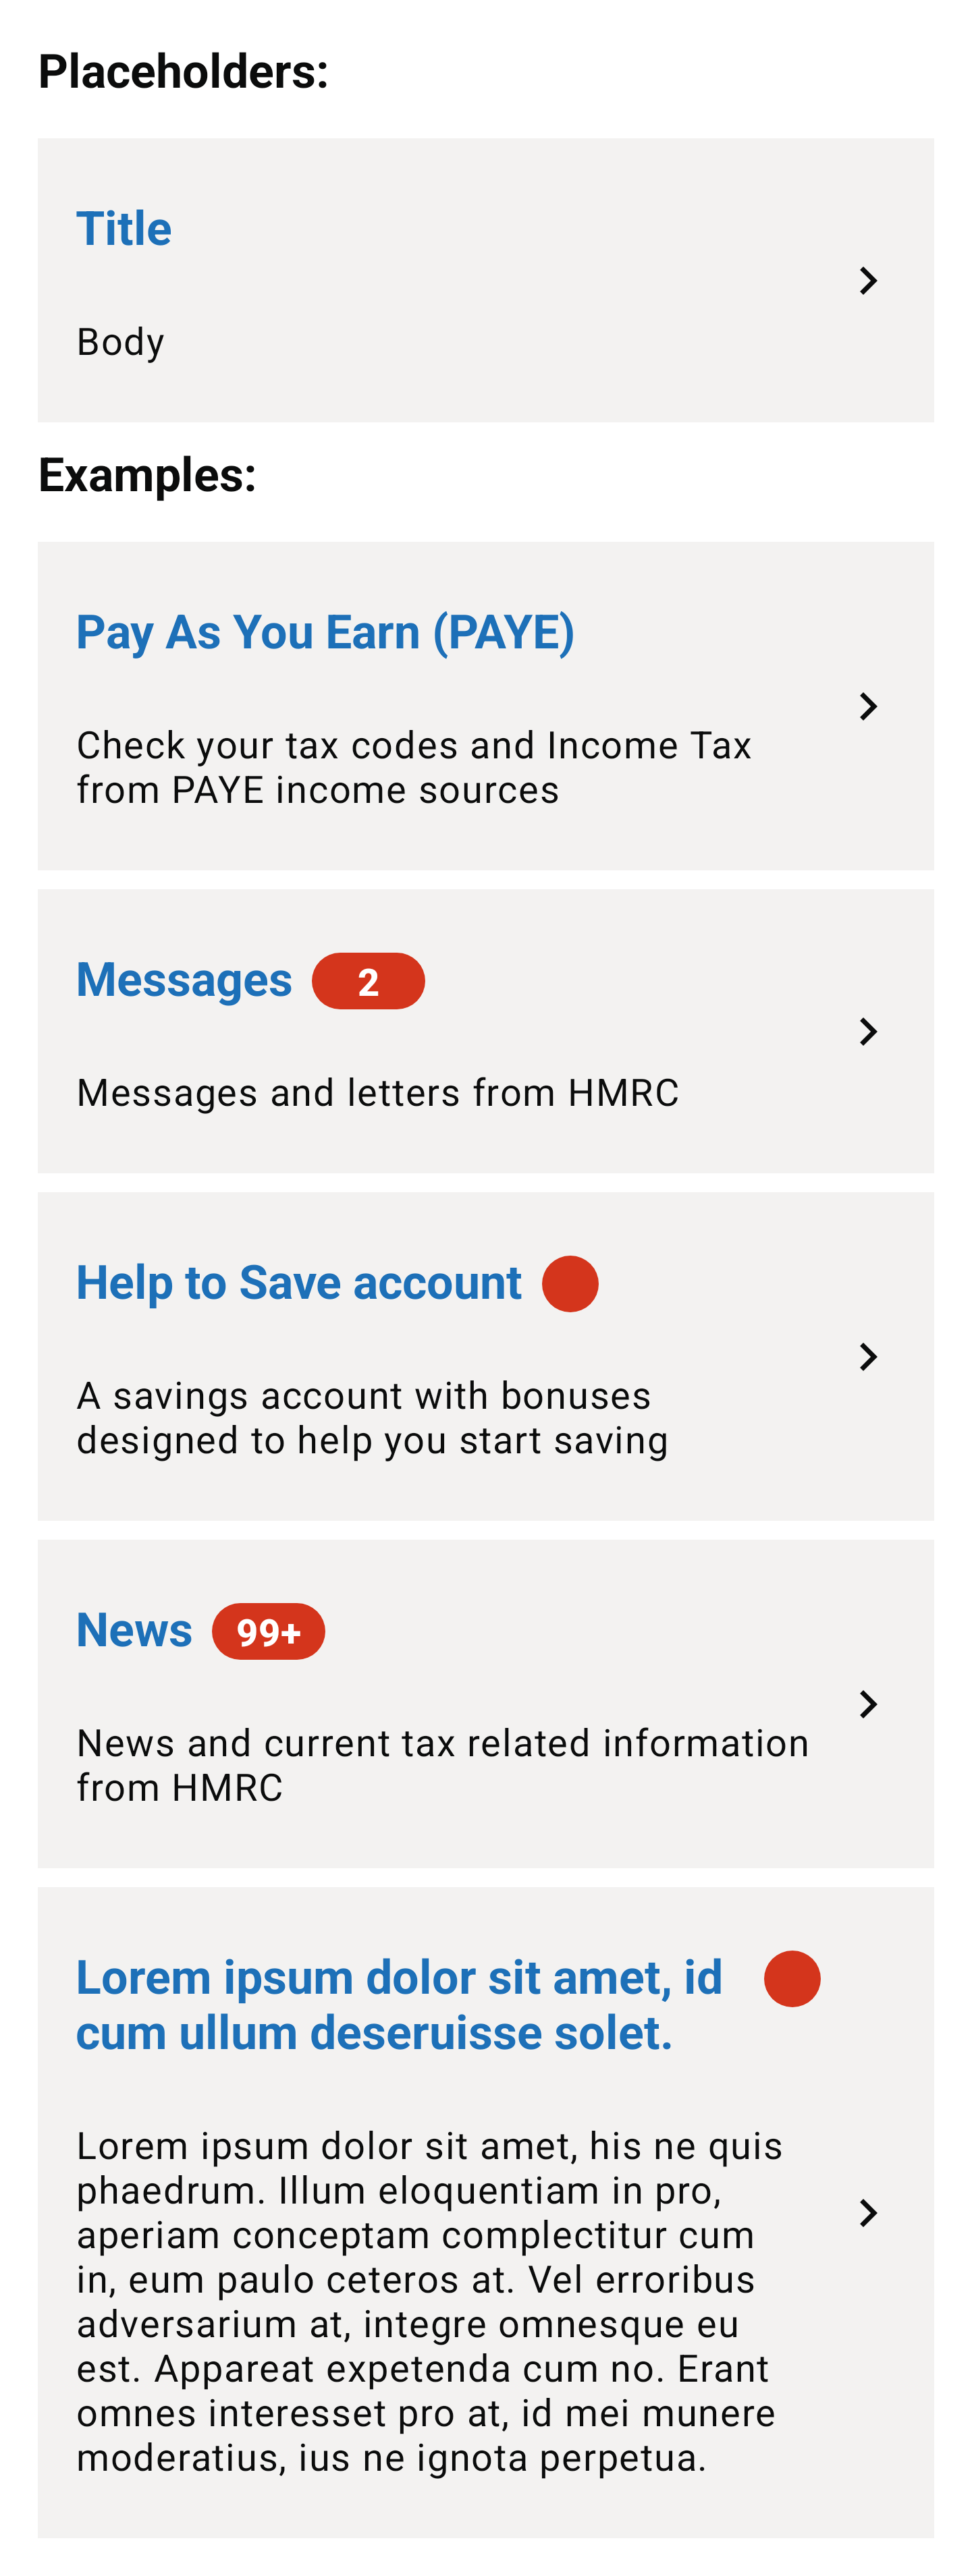 Placeholders:
Title
Body
Examples:
Pay As You Earn (PAYE)
Check your tax codes and Income Tax
from PAYE income sources
Messages 2
Messages and letters from HMRC
Help to Save account
A savings account with bonuses
designed to help you start saving
News 99+
News and current tax related information
from HMRC
Lorem ipsum dolor sit amet, id
cum ullum deseruisse solet.
Lorem ipsum dolor sit amet, his ne quis
phaedrum. Illum eloquentiam in pro,
aperiam conceptam complectitur cum
in, eum paulo ceteros at. Vel erroribus
adversarium at, integre omnesque eu
est. Appareat expetenda cum no. Erant
omnes interesset pro at, id mei munere
moderatius, ius ne ignota perpetua.